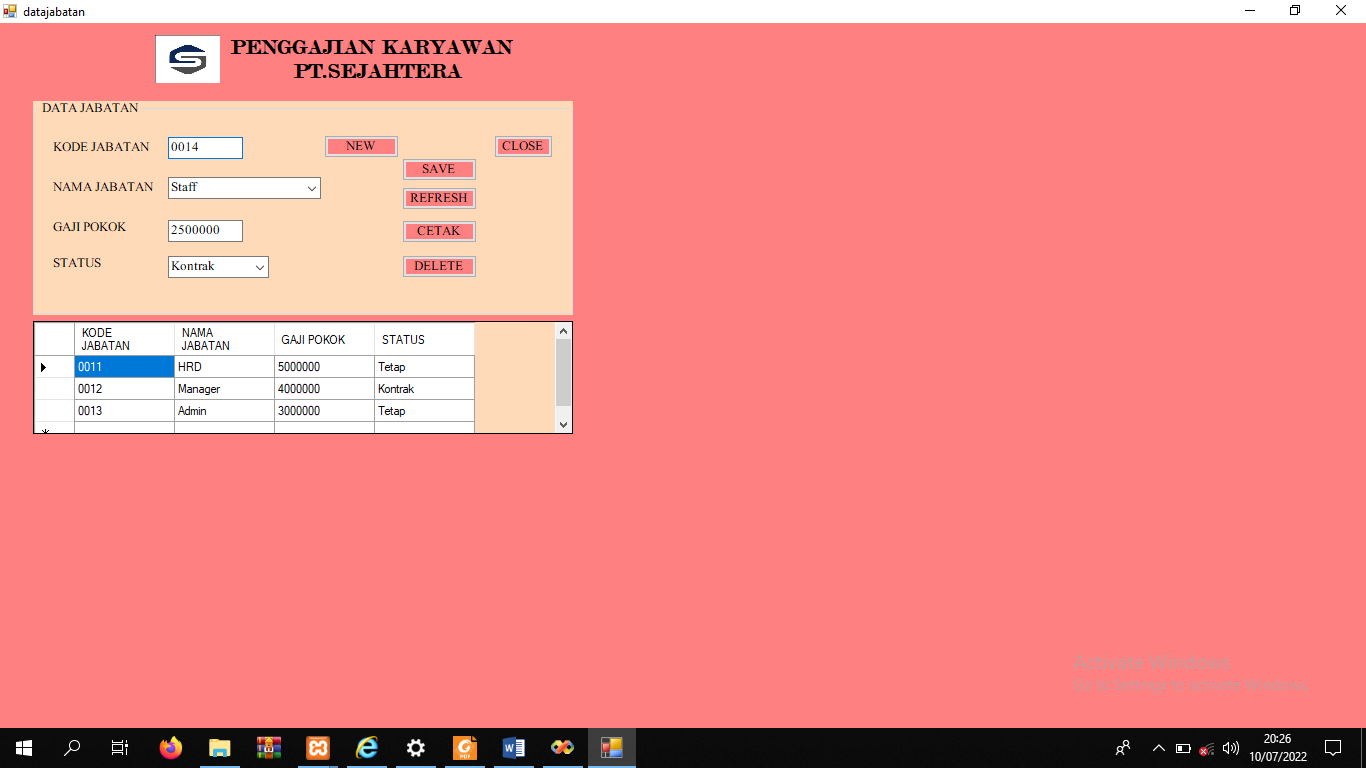 datajabatan
PENGGAJIAN KARYAWAN
PT.SEJAHTERA
DATA JABATAN
KODE JABATAN 0014 NEW CLOSE
SAVE
NAMA JABATAN Staff
REFRESH
GAJI POKOK 2500000 CETAK
STATUS Kontrak DELETE
KODE JABATAN NAMA JABATAN GAJI POKOK STATUS
0011 HRD 5000000 Tetap
0012 Manager 4000000 Kontrak
0013 Admin 3000000 Tetap
Activate Windows
Go to Settings to activate Windows.
20:26
10/07/2022